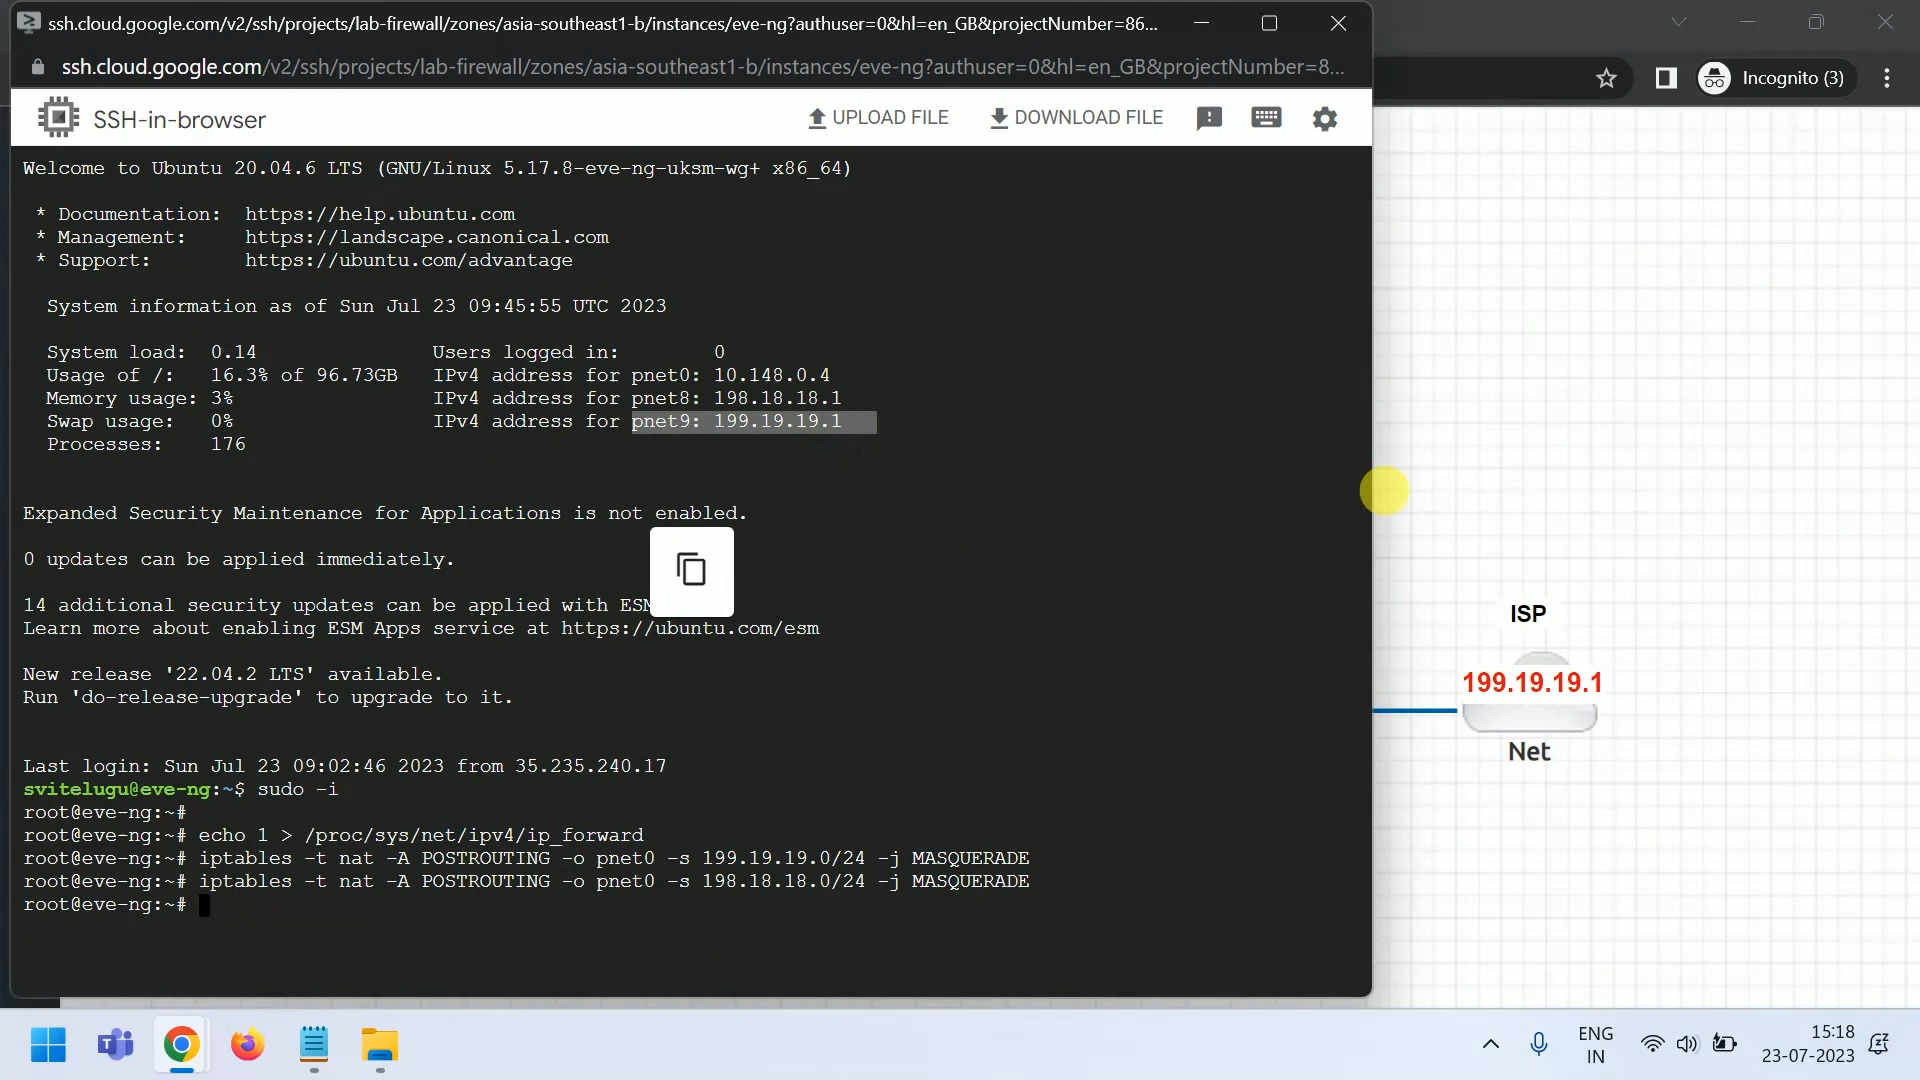 ssh.cloud.google.com/v2/ssh/projects/lab-firewall/zones/asia-southeast1-b/instances/eve-ng?authuser=0&hl=en_GB&projectNumber=86...
ssh.cloud.google.com/v2/ssh/projects/lab-firewall/zones/asia-southeast1-b/instances/eve-ng?authuser=0&hl=en_GB&projectNumber=8...
Incognito (3)
SSH-in-browser
UPLOAD FILE
DOWNLOAD FILE
Welcome to Ubuntu 20.04.6 LTS (GNU/Linux 5.17.8-eve-ng-uksm-wg+ x86_64)
* Documentation: https://help.ubuntu.com
* Management: https://landscape.canonical.com
* Support: https://ubuntu.com/advantage
System information as of Sun Jul 23 09:45:55 UTC 2023
System load: 0.14 Users logged in: 0
Usage of /: 16.3% of 96.73GB IPv4 address for pnet0: 10.148.0.4
Memory usage: 3% IPv4 address for pnet8: 198.18.18.1
Swap usage: 0% IPv4 address for pnet9: 199.19.19.1
Processes: 176
Expanded Security Maintenance for Applications is not enabled.
0 updates can be applied immediately.
14 additional security updates can be applied with ESM
Learn more about enabling ESM Apps service at https://ubuntu.com/esm
New release '22.04.2 LTS' available.
Run 'do-release-upgrade' to upgrade to it.
Last login: Sun Jul 23 09:02:46 2023 from 35.235.240.17
svitelugu@eve-ng:~$ sudo -i
root@eve-ng:~#
root@eve-ng:~# echo 1 > /proc/sys/net/ipv4/ip_forward
root@eve-ng:~# iptables -t nat -A POSTROUTING -o pnet0 -s 199.19.19.0/24 -j MASQUERADE
root@eve-ng:~# iptables -t nat -A POSTROUTING -o pnet0 -s 198.18.18.0/24 -j MASQUERADE
root@eve-ng:~#
ISP
199.19.19.1
Net
ENG
IN
15:18
23-07-2023